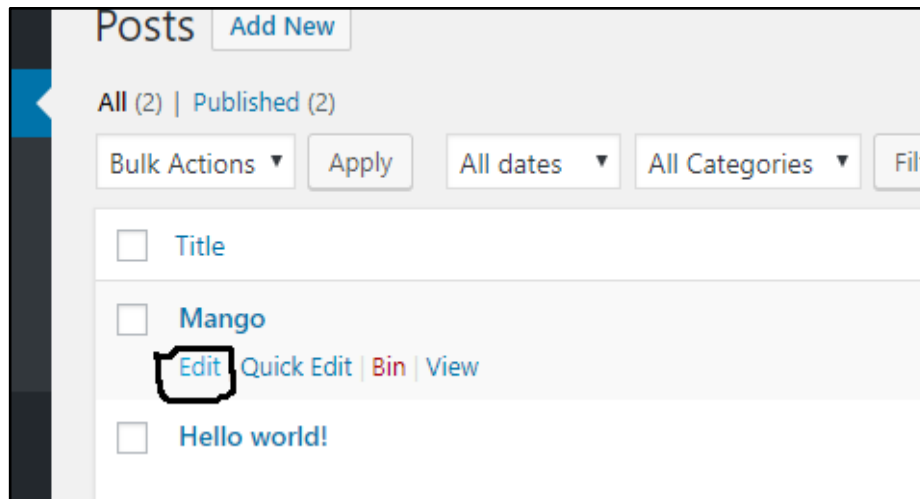 Posts Add New
All (2) | Published (2)
Bulk Actions Apply All dates All Categories
Title
Mango
Edit Quick Edit | Bin | View
Hello world!